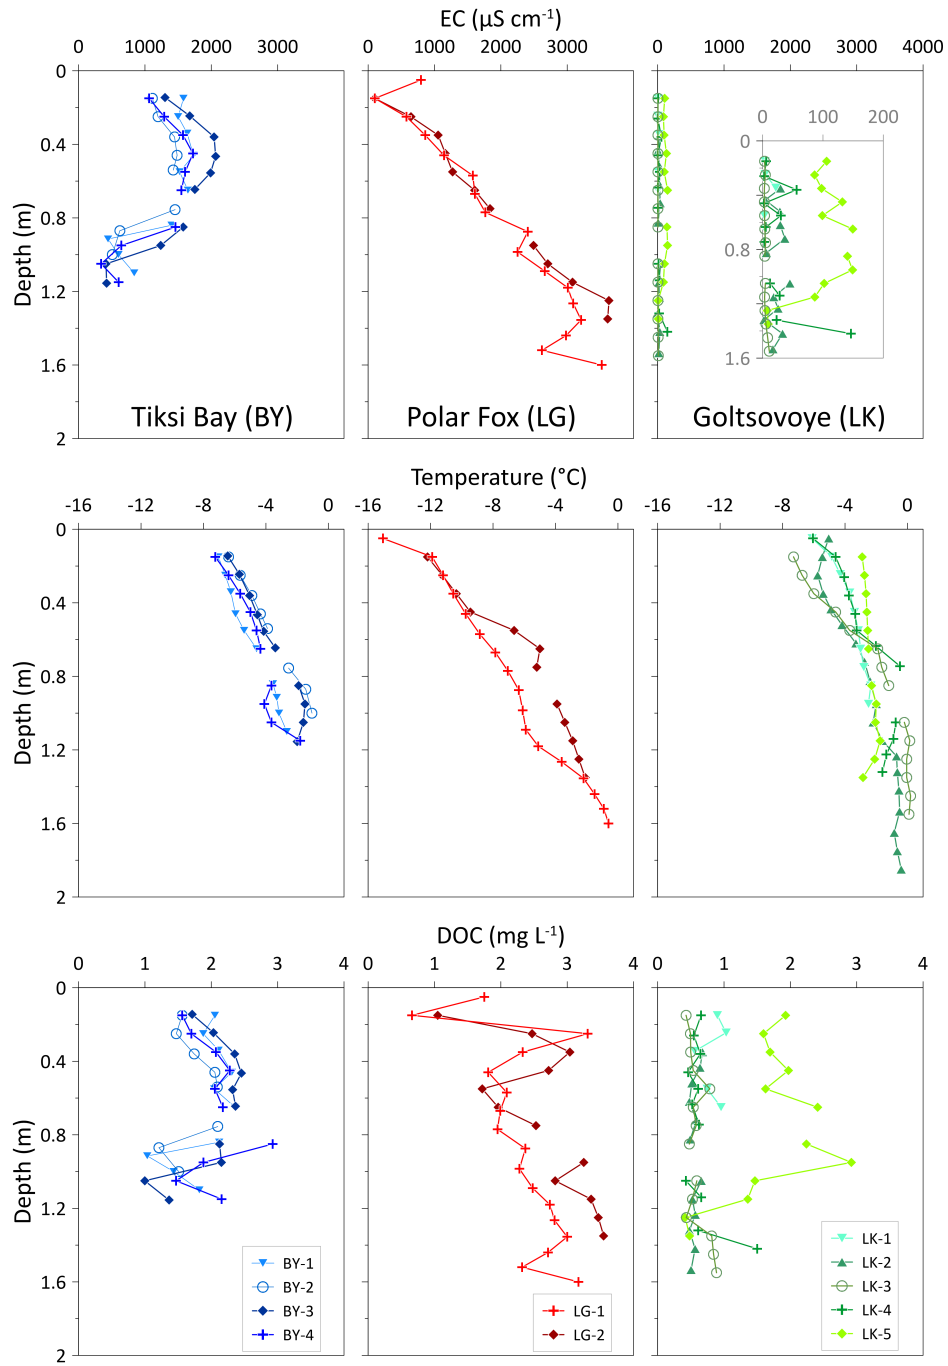 EC (µS cm-1)
0 1000 2000 3000
0 1000 2000 3000
0 1000 2000 3000 4000
0
0.4
0.8
1.2
1.6
2
Depth (m)
0 100 200
0
0.8
1.6
Tiksi Bay (BY)
Polar Fox (LG)
Goltsovoye (LK)
Temperature (°C)
-16 -12 -8 -4 0
-16 -12 -8 -4 0
-16 -12 -8 -4 0
0
0.4
0.8
1.2
1.6
2
Depth (m)
DOC (mg L-1)
0 1 2 3 4
0 1 2 3 4
0 1 2 3 4
0
0.4
0.8
1.2
1.6
2
Depth (m)
BY-1
BY-2
BY-3
BY-4
LG-1
LG-2
LK-1
LK-2
LK-3
LK-4
LK-5